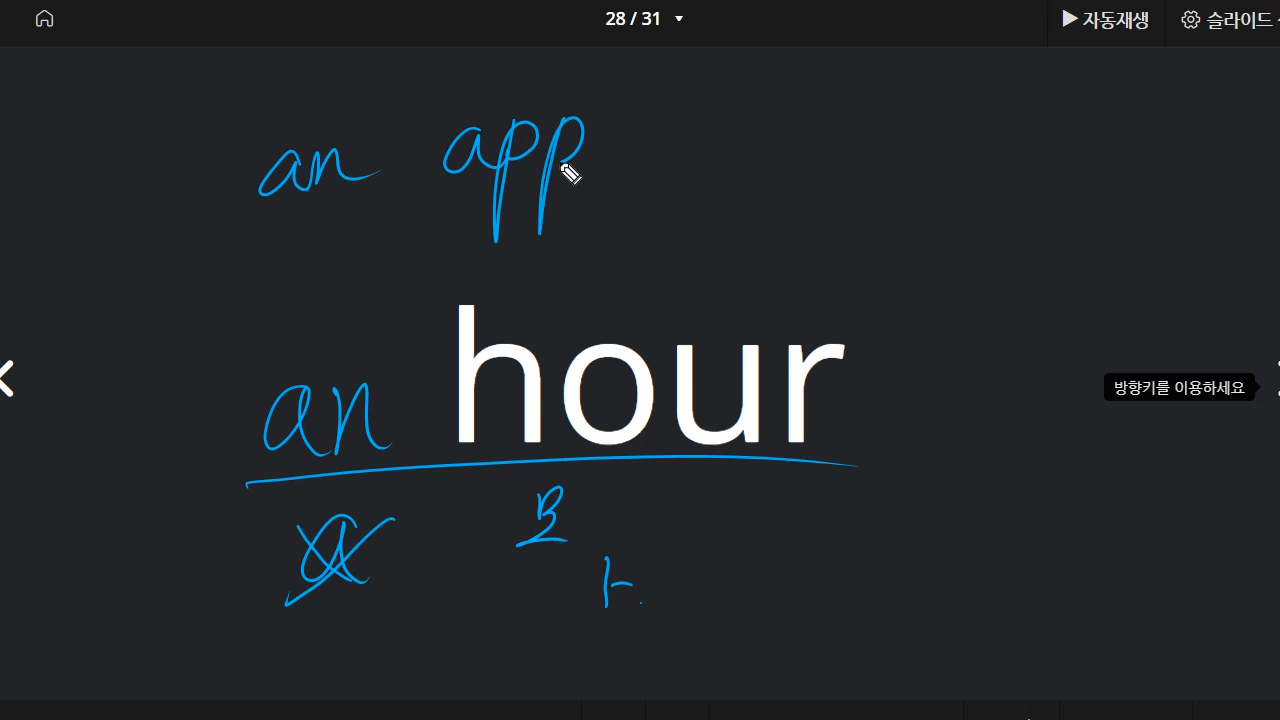 28 / 31
자동재생
슬라이드
an app
an hour
방향키를 이용하세요
a
ㅏ